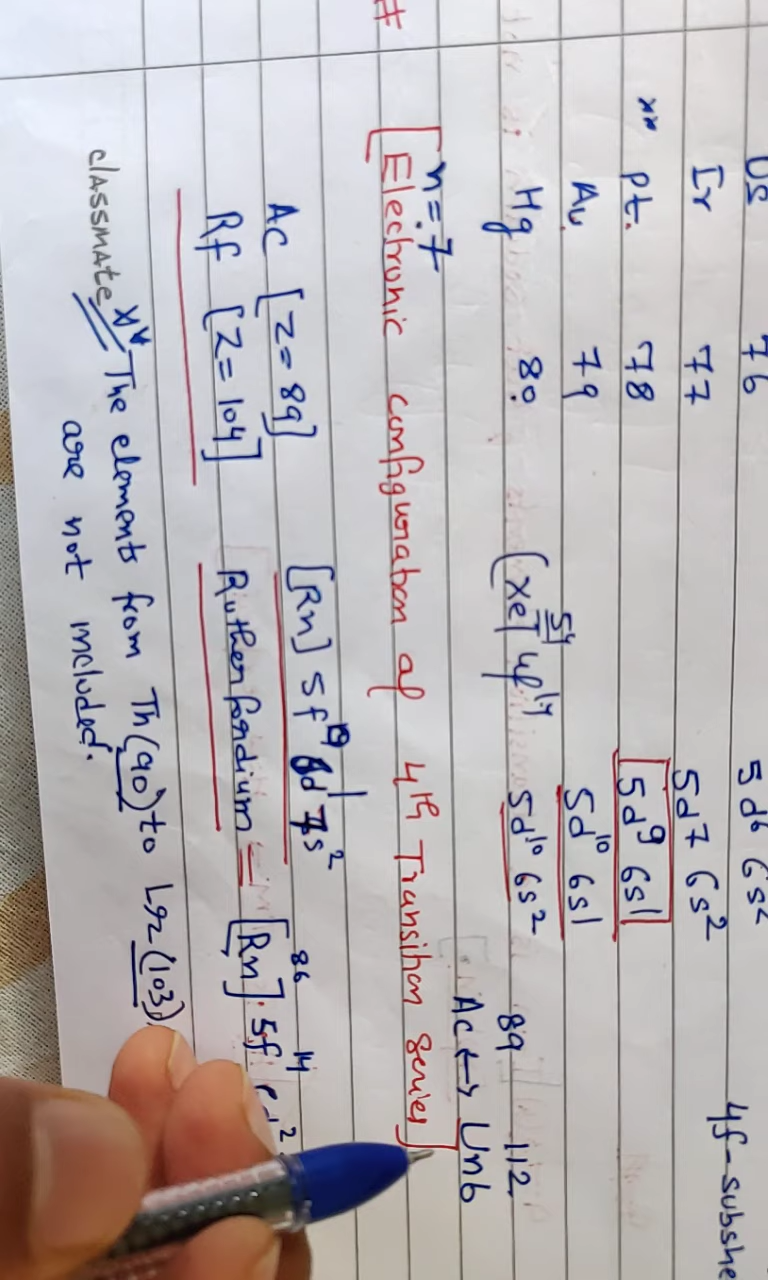 Os 76 5d⁶ 6s²
4f-subshe
Ir 77 5d7 6s²
** Pt. 78 5d⁹ 6s1
Au 79 5d¹⁰ 6s1
Hg 80 [Xe]⁵⁴ 4f¹⁴ 5d¹⁰ 6s² 89 112
n=7 Ac ↔ Unb
[Electronic configuration of 4th Transition series]
#
Ac [Z=89] [Rn] 5f 6d¹ 7s²
Rf [Z=104] Rutherfordium = [Rn]⁸⁶ 5f¹⁴
classmate ** The elements from Th(90) to Lr(103)
are not included.